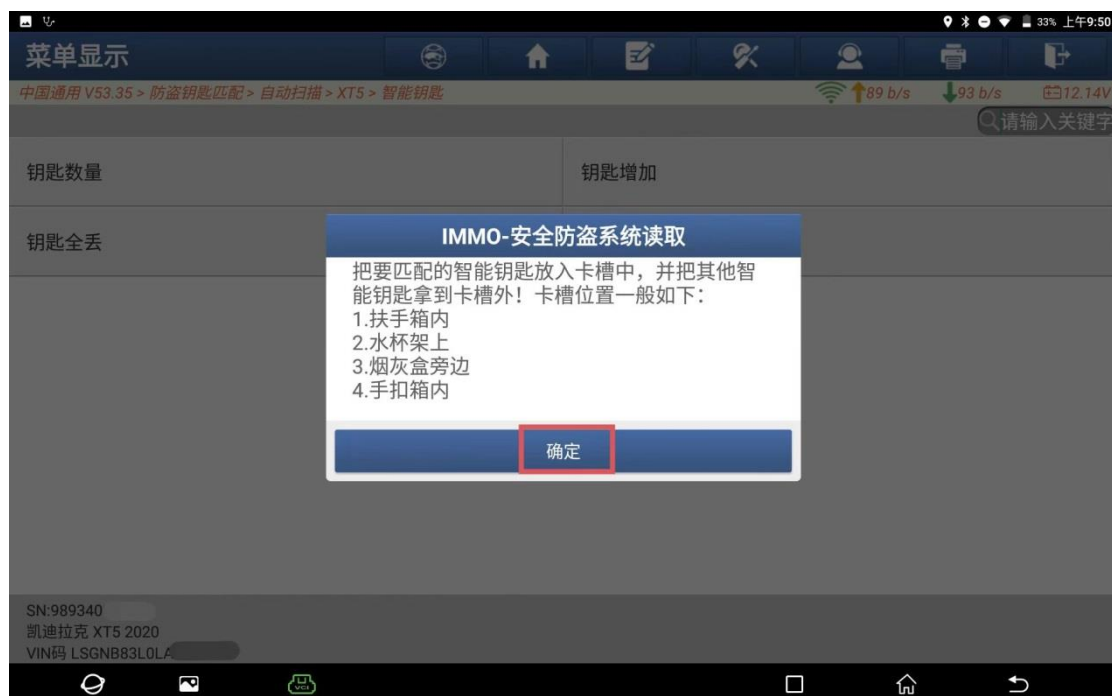 33% 上午9:50
菜单显示
中国通用 V53.35 > 防盗钥匙匹配 > 自动扫描 > XT5 > 智能钥匙
89 b/s 93 b/s 12.14V
请输入关键字
钥匙数量 钥匙增加
钥匙全丢
IMMO-安全防盗系统读取
把要匹配的智能钥匙放入卡槽中，并把其他智
能钥匙拿到卡槽外！卡槽位置一般如下：
1.扶手箱内
2.水杯架上
3.烟灰盒旁边
4.手扣箱内
确定
SN:989340
凯迪拉克 XT5 2020
VIN码 LSGNB83L0LA
VCI